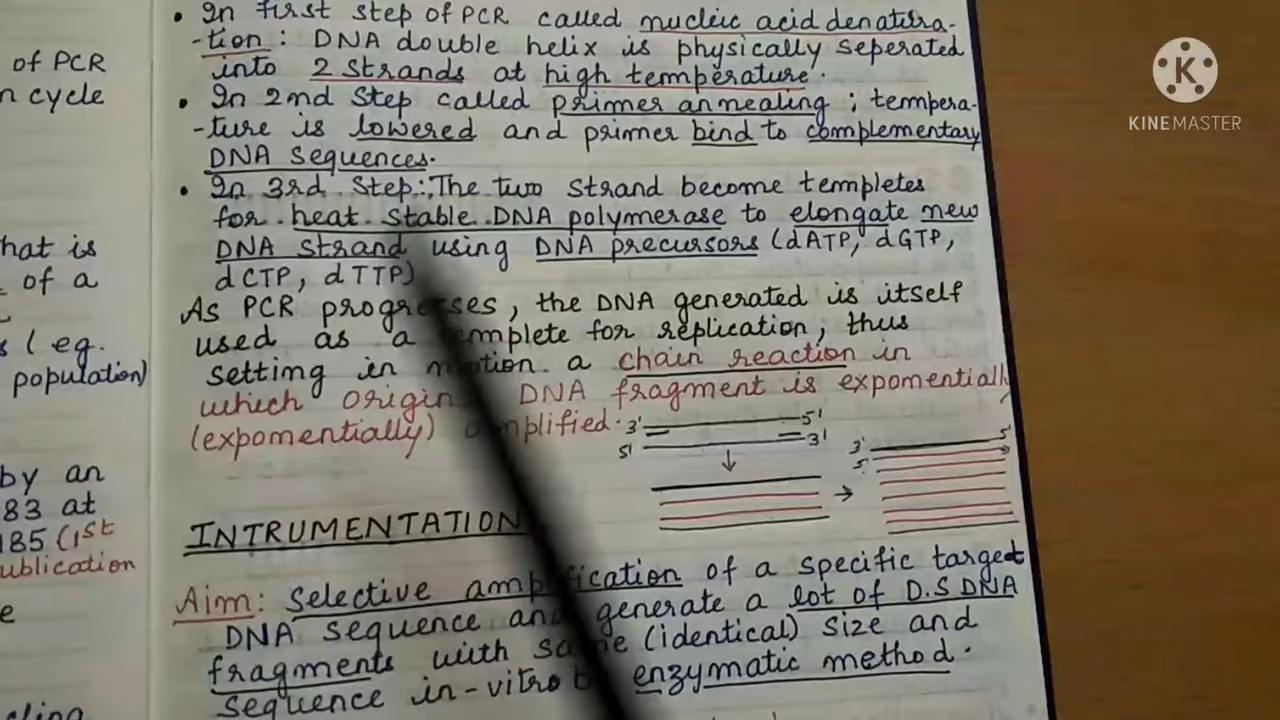 of PCR
n cycle
hat is
of a
s (eg.
population)
by an
83 at
185 (1st
ublication
e
• In first step of PCR called nucleic acid denatura-
-tion: DNA double helix is physically seperated
into 2 strands at high temperature.
• In 2nd Step called primer annealing; tempera-
-ture is lowered and primer bind to complementary
DNA sequences.
• In 3rd Step: The two strand become templetes
for heat stable DNA polymerase to elongate new
DNA strand using DNA precursors (dATP, dGTP,
dCTP, dTTP)
As PCR progresses, the DNA generated is itself
used as a emplete for replication, thus
setting in motion a chain reaction in
which origin DNA fragment is expomentially
(expomentially) amplified.
3' 5'
5' 3'
3' 5'
5'
INTRUMENTATION
Aim: Selective amplification of a specific target
DNA sequence and generate a lot of D.S DNA
fragments with same (identical) size and
sequence in-vitro enzymatic method.
K
KINEMASTER